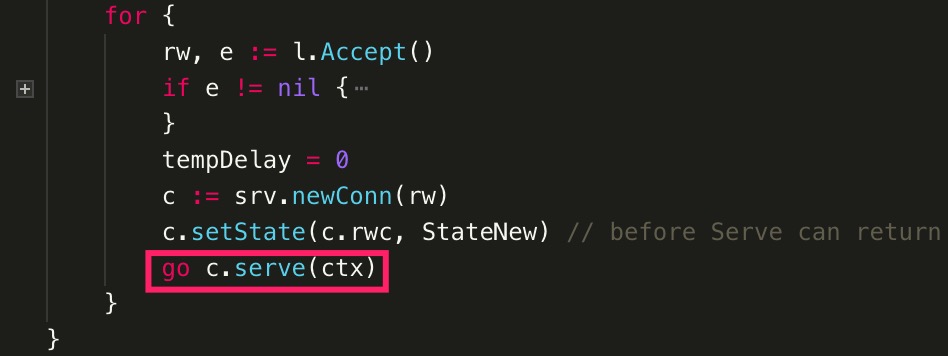 for {
rw, e := l.Accept()
if e != nil {⋯
}
tempDelay = 0
c := srv.newConn(rw)
c.setState(c.rwc, StateNew) // before Serve can return
go c.serve(ctx)
}
}